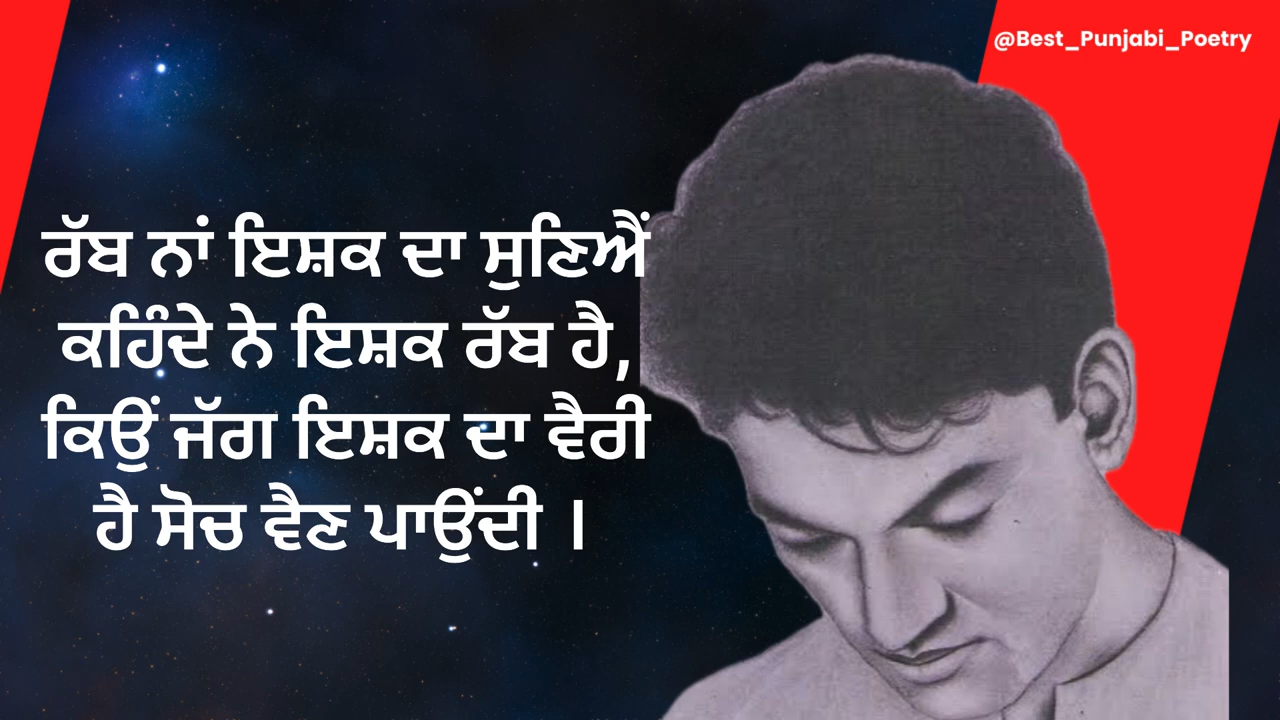 @Best_Punjabi_Poetry
ਰੱਬ ਨਾਂ ਇਸ਼ਕ ਦਾ ਸੁਣਿਐਂ
ਕਹਿੰਦੇ ਨੇ ਇਸ਼ਕ ਰੱਬ ਹੈ,
ਕਿਉਂ ਜੱਗ ਇਸ਼ਕ ਦਾ ਵੈਰੀ
ਹੈ ਸੋਚ ਵੈਣ ਪਾਉਂਦੀ ।